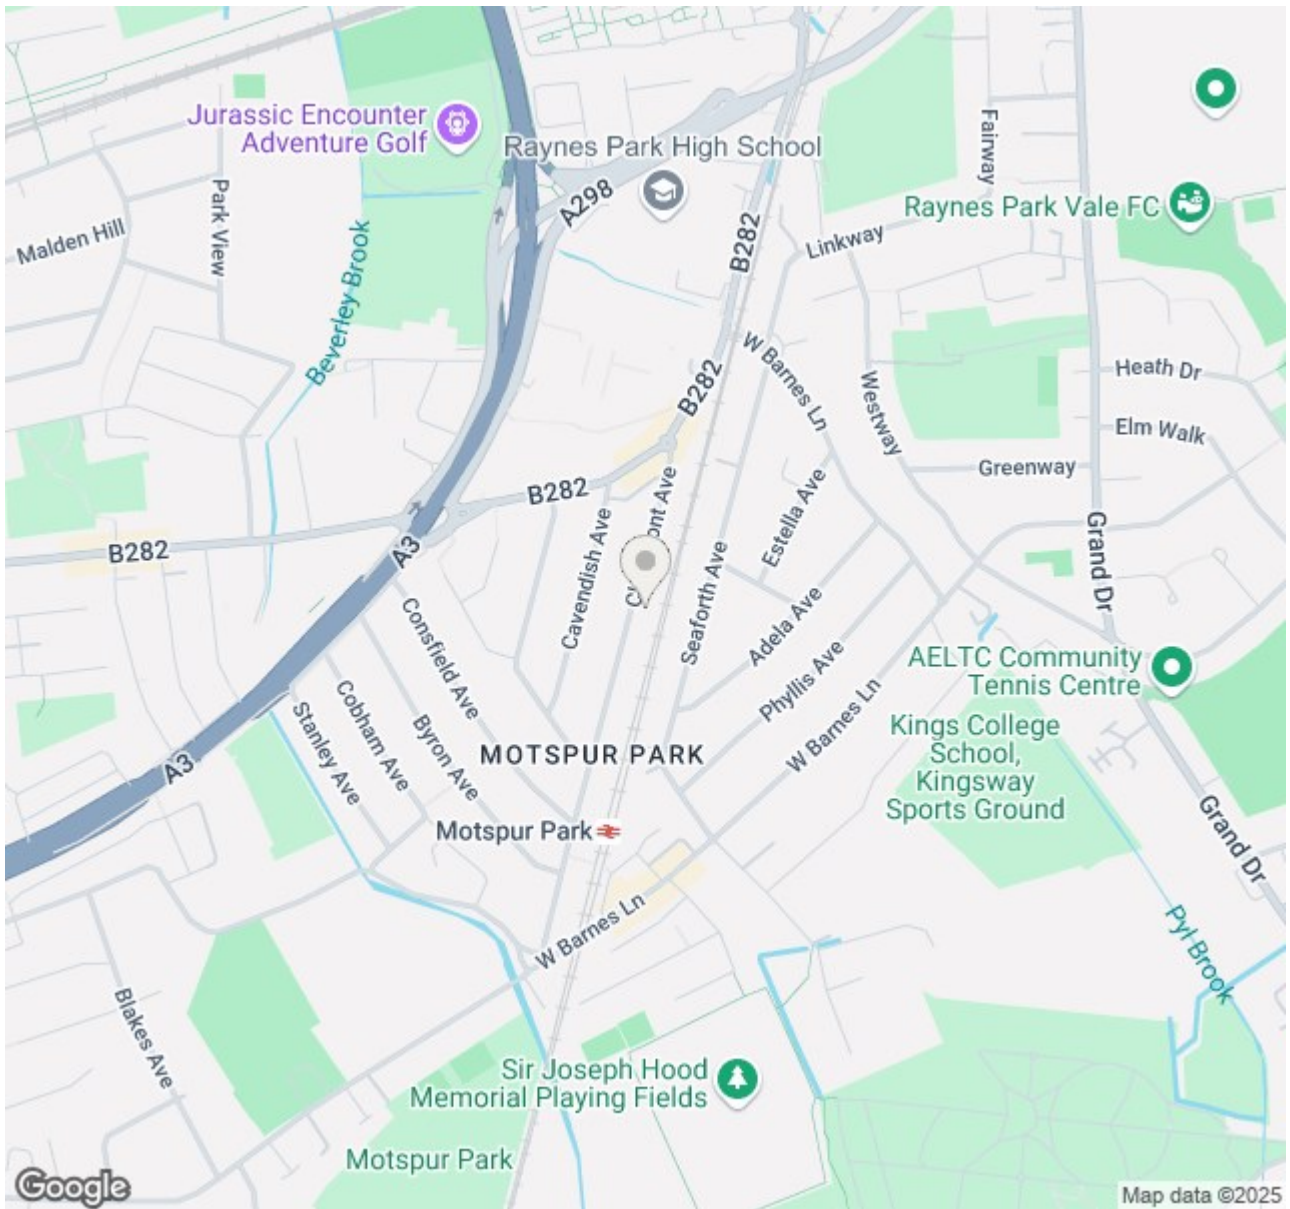 Jurassic Encounter
Adventure Golf
Raynes Park High School
A298
Fairway
Raynes Park Vale FC
Park View
Malden Hill
B282
Linkway
Beverley Brook
W Barnes Ln
Heath Dr
B282
Westway
Elm Walk
Greenway
B282
ont Ave
Estella Ave
Cavendish Ave
Grand Dr
B282
A3
Seaforth Ave
Adela Ave
Consfield Ave
Phyllis Ave
AELTC Community
Tennis Centre
W Barnes Ln
Cobham Ave
Stanley Ave
Byron Ave
Kings College
School,
Kingsway
Sports Ground
MOTSPUR PARK
A3
Motspur Park
Grand Dr
W Barnes Ln
Pyl Brook
Blakes Ave
Sir Joseph Hood
Memorial Playing Fields
Motspur Park
Google
Map data ©2025